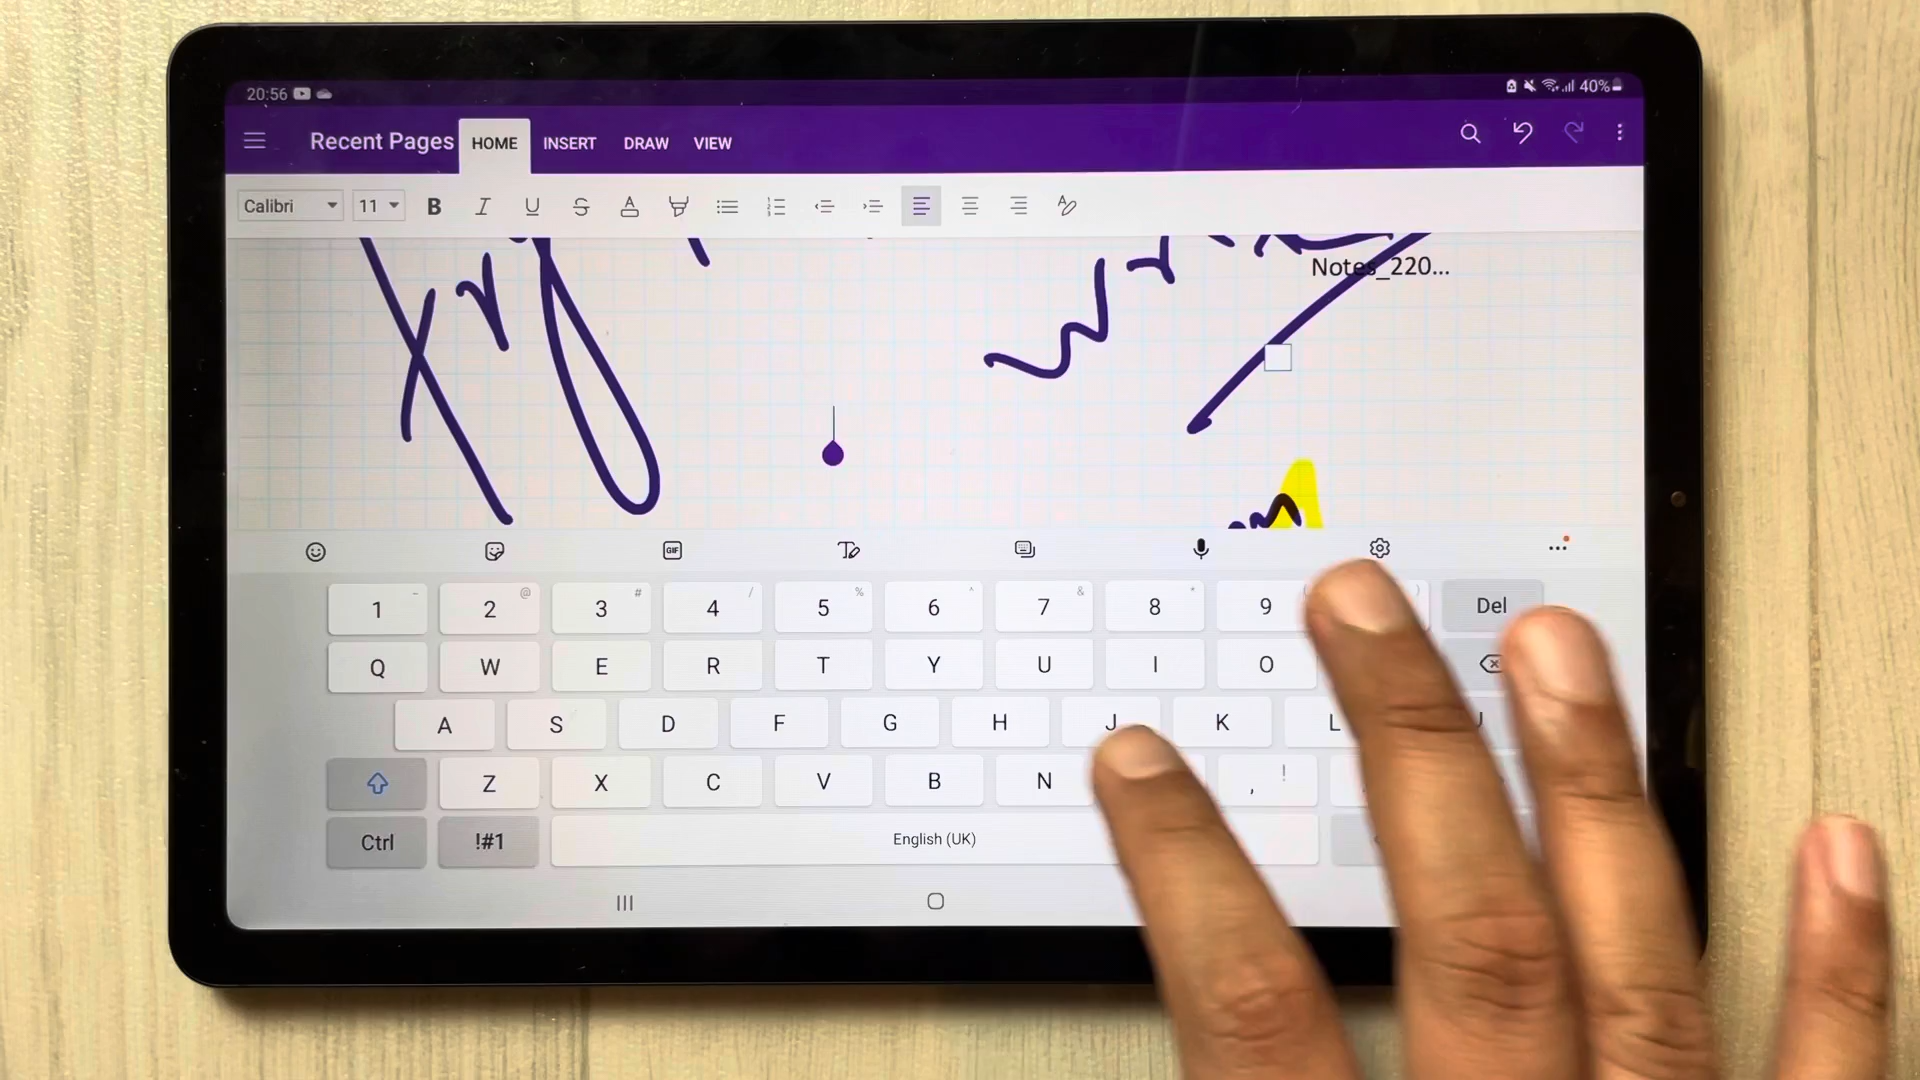 20:56 40%
Recent Pages HOME INSERT DRAW VIEW
Calibri 11 B I U S A
Notes_220...
GIF
1 - 2 @ 3 # 4 / 5 % 6 ^ 7 & 8 * 9 ( ) Del
Q W E R T Y U I O
A S D F G H J K L
Z X C V B N , !
Ctrl !#1 English (UK)